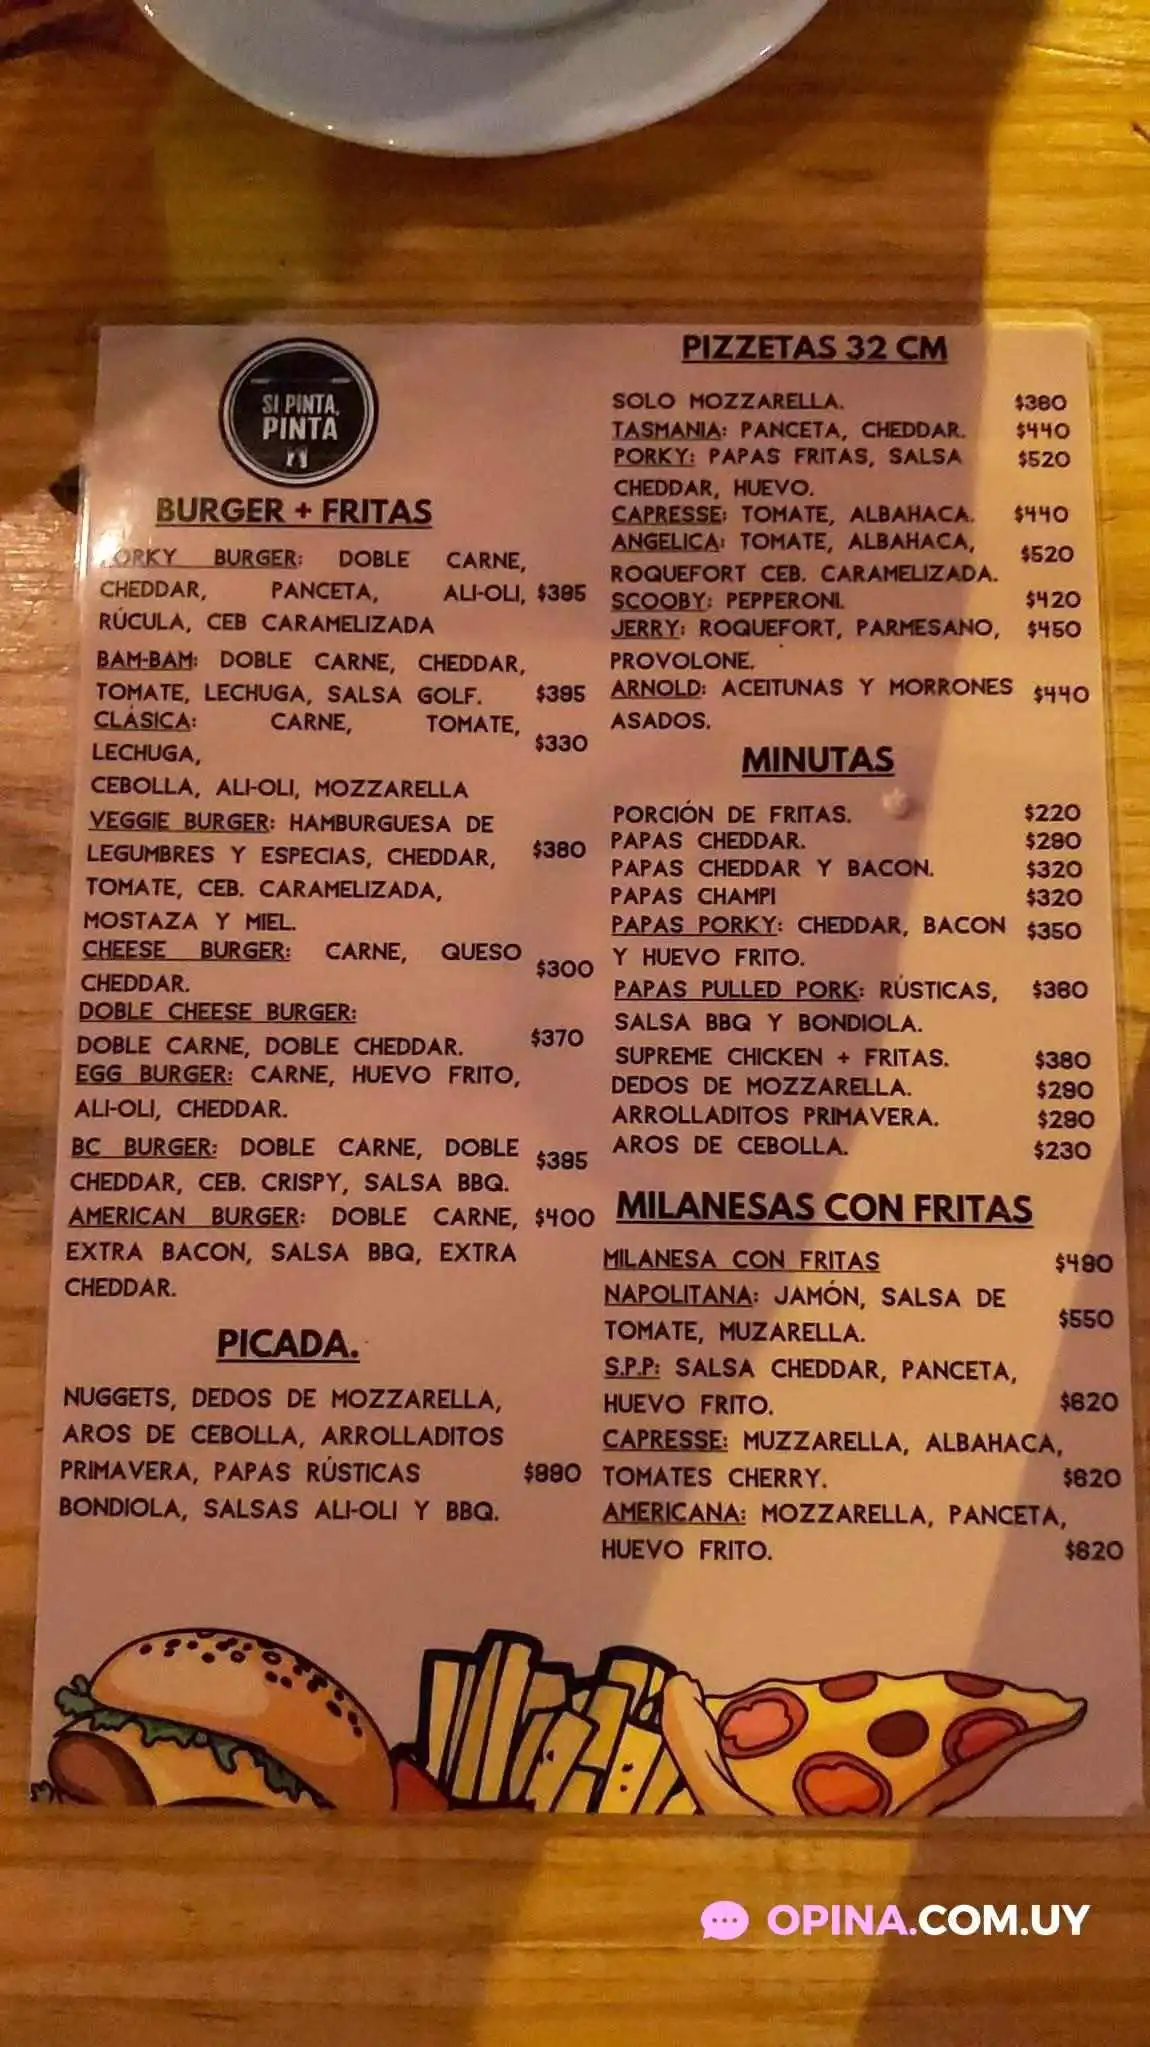 SI PINTA,
PINTA
BURGER + FRITAS
PORKY BURGER: DOBLE CARNE,
CHEDDAR, PANCETA, ALI-OLI, $395
RÚCULA, CEB CARAMELIZADA
BAM-BAM: DOBLE CARNE, CHEDDAR,
TOMATE, LECHUGA, SALSA GOLF. $395
CLÁSICA: CARNE, TOMATE,
LECHUGA, $330
CEBOLLA, ALI-OLI, MOZZARELLA
VEGGIE BURGER: HAMBURGUESA DE
LEGUMBRES Y ESPECIAS, CHEDDAR, $380
TOMATE, CEB. CARAMELIZADA,
MOSTAZA Y MIEL.
CHEESE BURGER: CARNE, QUESO $300
CHEDDAR.
DOBLE CHEESE BURGER:
DOBLE CARNE, DOBLE CHEDDAR. $370
EGG BURGER: CARNE, HUEVO FRITO,
ALI-OLI, CHEDDAR.
BC BURGER: DOBLE CARNE, DOBLE $395
CHEDDAR, CEB. CRISPY, SALSA BBQ.
AMERICAN BURGER: DOBLE CARNE, $400
EXTRA BACON, SALSA BBQ, EXTRA
CHEDDAR.
PICADA.
NUGGETS, DEDOS DE MOZZARELLA,
AROS DE CEBOLLA, ARROLLADITOS
PRIMAVERA, PAPAS RÚSTICAS
BONDIOLA, SALSAS ALI-OLI Y BBQ.
PIZZETAS 32 CM
SOLO MOZZARELLA. $380
TASMANIA: PANCETA, CHEDDAR. $440
PORKY: PAPAS FRITAS, SALSA $520
CHEDDAR, HUEVO.
CAPRESSE: TOMATE, ALBAHACA. $440
ANGELICA: TOMATE, ALBAHACA, $520
ROQUEFORT CEB. CARAMELIZADA.
SCOOBY: PEPPERONI. $420
JERRY: ROQUEFORT, PARMESANO, $450
PROVOLONE.
ARNOLD: ACEITUNAS Y MORRONES $440
ASADOS.
MINUTAS
PORCIÓN DE FRITAS. $220
PAPAS CHEDDAR. $290
PAPAS CHEDDAR Y BACON. $320
PAPAS CHAMPI $320
PAPAS PORKY: CHEDDAR, BACON $350
Y HUEVO FRITO.
PAPAS PULLED PORK: RÚSTICAS, $380
SALSA BBQ Y BONDIOLA.
SUPREME CHICKEN + FRITAS. $380
DEDOS DE MOZZARELLA. $290
ARROLLADITOS PRIMAVERA. $290
AROS DE CEBOLLA. $230
MILANESAS CON FRITAS
MILANESA CON FRITAS $490
NAPOLITANA: JAMÓN, SALSA DE $550
TOMATE, MUZARELLA.
S.P.P: SALSA CHEDDAR, PANCETA,
HUEVO FRITO. $620
CAPRESSE: MUZZARELLA, ALBAHACA,
TOMATES CHERRY. $620
AMERICANA: MOZZARELLA, PANCETA,
HUEVO FRITO. $620
OPINA.COM.UY